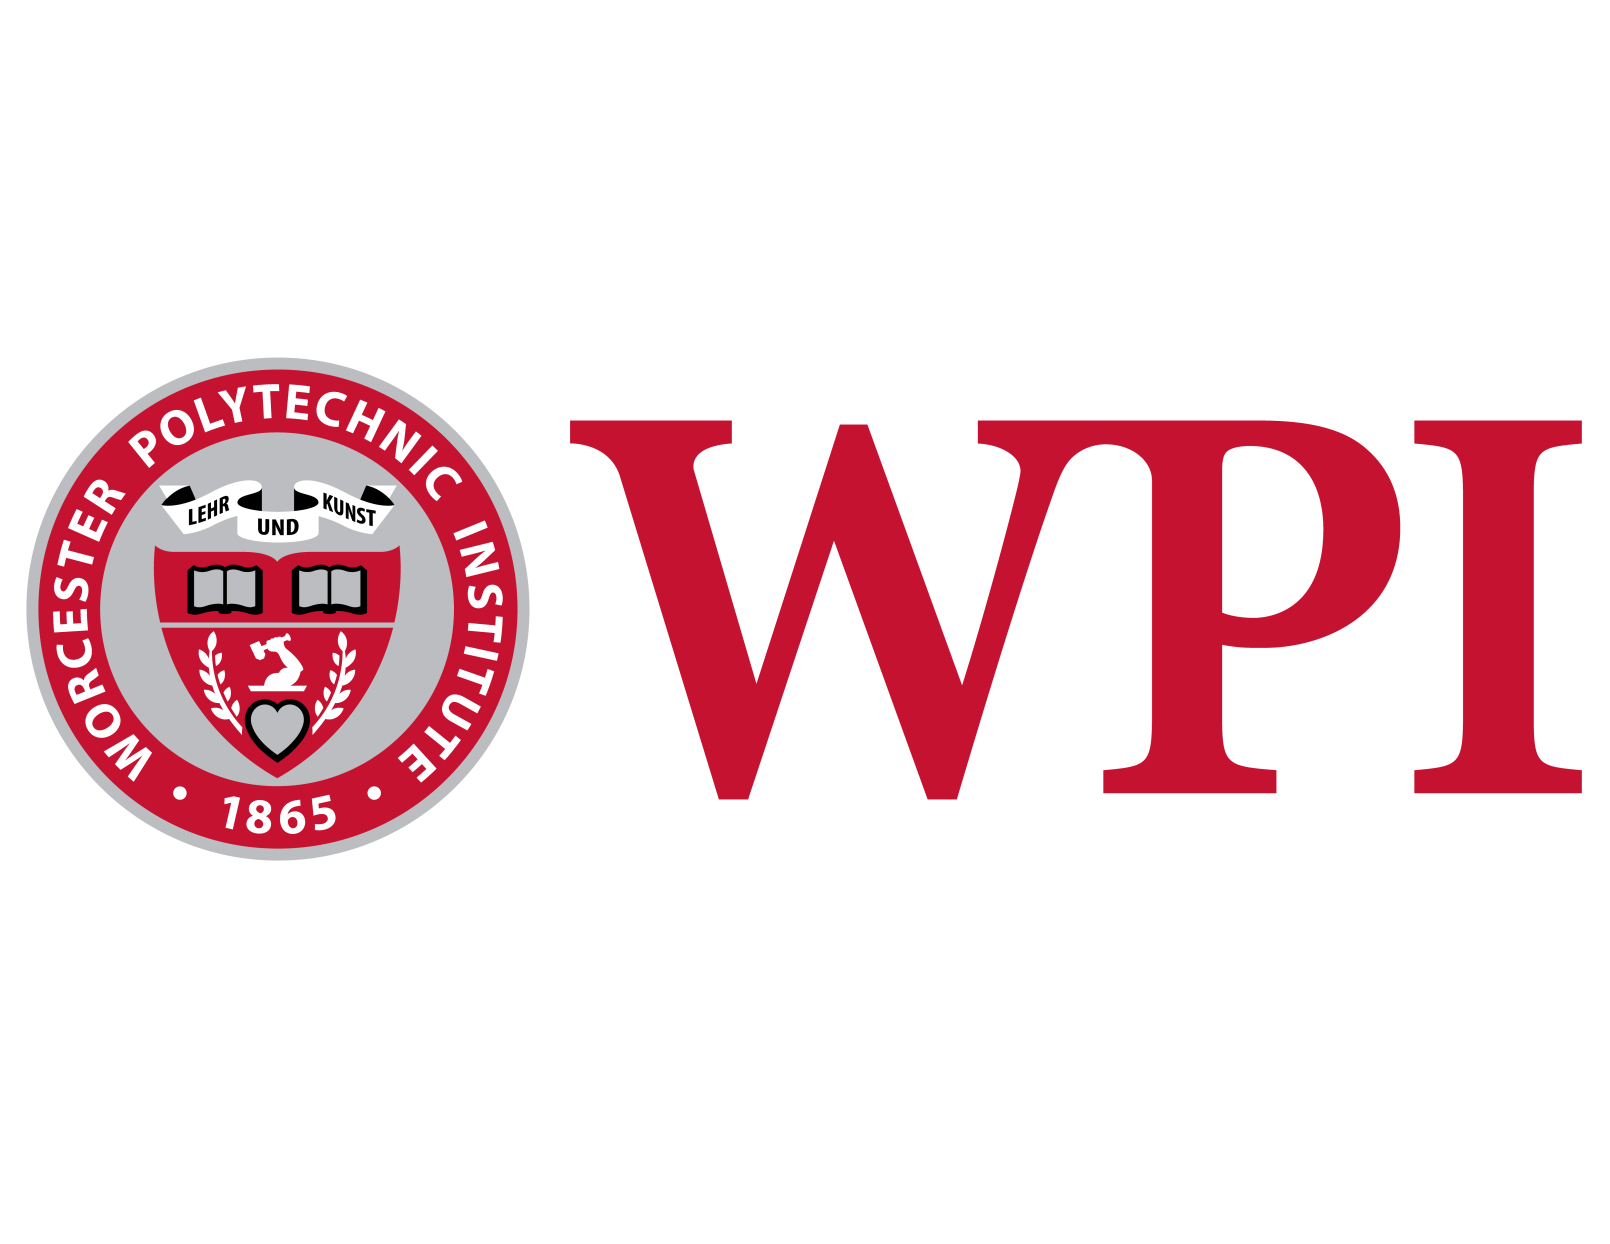 WORCESTER POLYTECHNIC INSTITUTE
LEHR UND KUNST
· 1865 ·
WPI